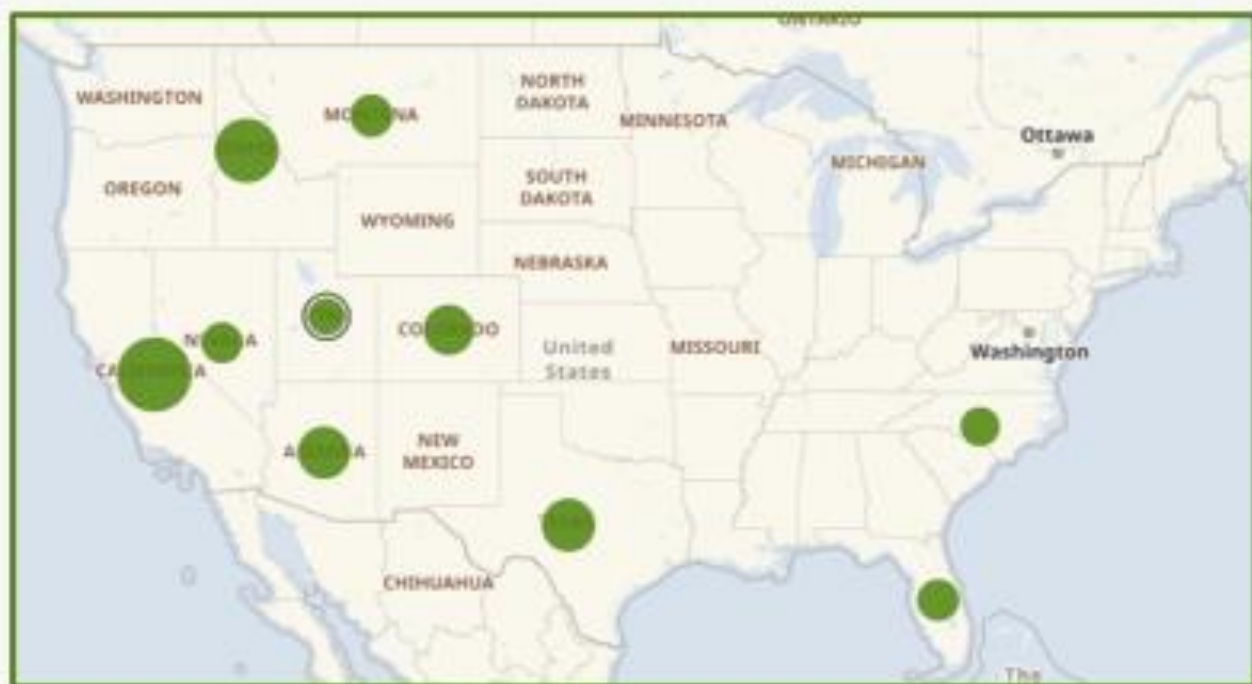 ONTARIO
NORTH
DAKOTA
WASHINGTON
MINNESOTA
Ottawa
MICHIGAN
SOUTH
DAKOTA
OREGON
WYOMING
NEBRASKA
United
States
MISSOURI
Washington
NEW
MEXICO
CHIHUAHUA
The